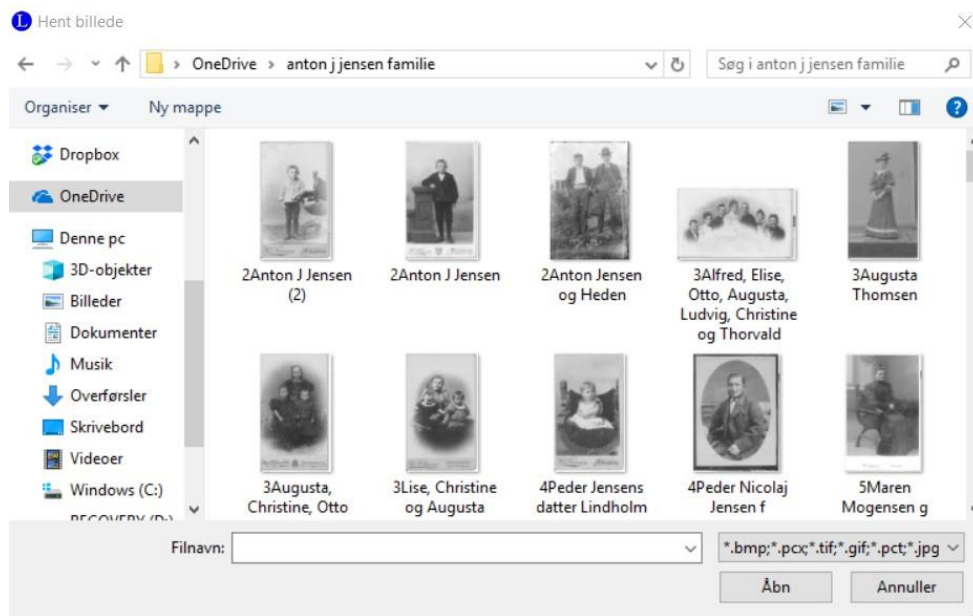 L Hent billede
OneDrive > anton j jensen familie
Søg i anton j jensen familie
Organiser
Ny mappe
?
Dropbox
OneDrive
Denne pc
3D-objekter
Billeder
Dokumenter
Musik
Overførsler
Skrivebord
Videoer
Windows (C:)
RECOVERY (D:)
2Anton J Jensen
(2)
2Anton J Jensen
2Anton Jensen
og Heden
3Alfred, Elise,
Otto, Augusta,
Ludvig, Christine
og Thorvald
3Augusta
Thomsen
3Augusta,
Christine, Otto
3Lise, Christine
og Augusta
4Peder Jensens
datter Lindholm
4Peder Nicolaj
Jensen f
5Maren
Mogensen g
Filnavn:
*.bmp;*.pcx;*.tif;*.gif;*.pct;*.jpg
Åbn
Annuller